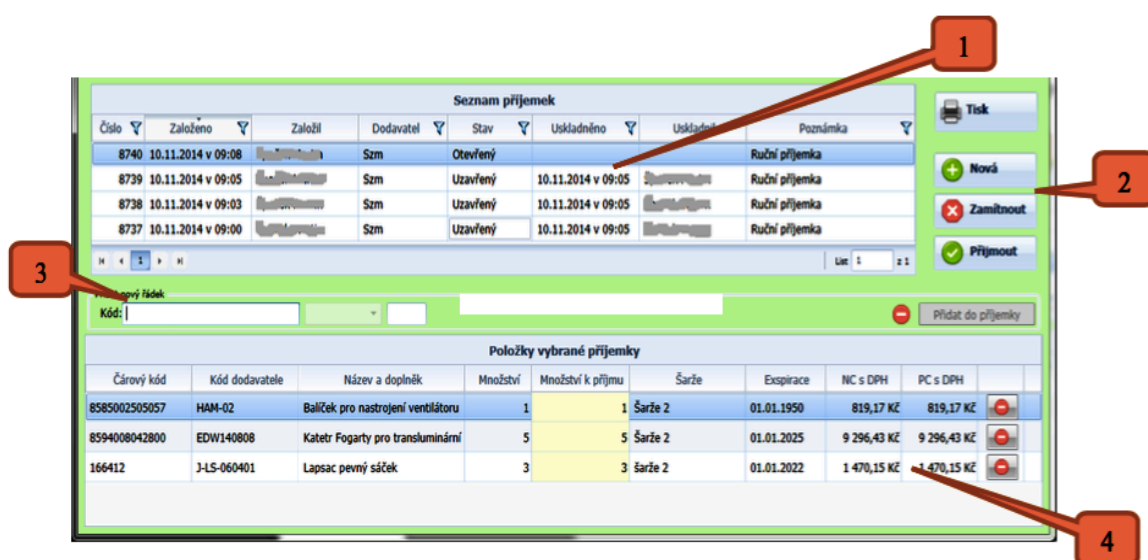 1
Seznam příjemek
Číslo Založeno Založil Dodavatel Stav Uskladněno Uskladnil Poznámka
8740 10.11.2014 v 09:08 Szm Otevřený Ruční příjemka
8739 10.11.2014 v 09:05 Szm Uzavřený 10.11.2014 v 09:05 Ruční příjemka
8738 10.11.2014 v 09:03 Szm Uzavřený 10.11.2014 v 09:05 Ruční příjemka
8737 10.11.2014 v 09:00 Szm Uzavřený 10.11.2014 v 09:05 Ruční příjemka
1 List 1 z 1
Tisk
Nová
Zamítnout
Přijmout
2
3
nový řádek
Kód:
Přidat do příjemky
Položky vybrané příjemky
Čárový kód Kód dodavatele Název a doplněk Množství Množství k příjmu Šarže Exspirace NC s DPH PC s DPH
8585002505057 HAM-02 Balíček pro nastrojení ventilátoru 1 1 Šarže 2 01.01.1950 819,17 Kč 819,17 Kč
8594008042800 EDW140808 Katetr Fogarty pro transluminární 5 5 Šarže 2 01.01.2025 9 296,43 Kč 9 296,43 Kč
166412 J-LS-060401 Lapsac pevný sáček 3 3 šarže 2 01.01.2022 1 470,15 Kč 1 470,15 Kč
4